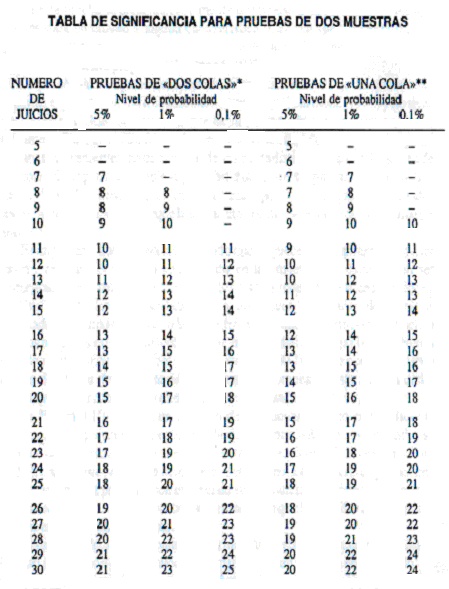 TABLA DE SIGNIFICANCIA PARA PRUEBAS DE DOS MUESTRAS
NUMERO PRUEBAS DE «DOS COLAS»* PRUEBAS DE «UNA COLA»**
DE Nivel de probabilidad Nivel de probabilidad
JUICIOS 5% 1% 0,1% 5% 1% 0.1%
5 – – – 5 – –
6 – – – 6 – –
7 7 – – 7 7 –
8 8 8 – 7 8 –
9 8 9 – 8 9 –
10 9 10 – 9 10 10
11 10 11 11 9 10 11
12 10 11 12 10 11 12
13 11 12 13 10 12 13
14 12 13 14 11 12 13
15 12 13 14 12 13 14
16 13 14 15 12 14 15
17 13 15 16 13 14 16
18 14 15 17 13 15 16
19 15 16 17 14 15 17
20 15 17 18 15 16 18
21 16 17 19 15 17 18
22 17 18 19 16 17 19
23 17 19 20 16 18 20
24 18 19 21 17 19 20
25 18 20 21 18 19 21
26 19 20 22 18 20 22
27 20 21 23 19 20 22
28 20 22 23 19 21 23
29 21 22 24 20 22 24
30 21 23 25 20 22 24